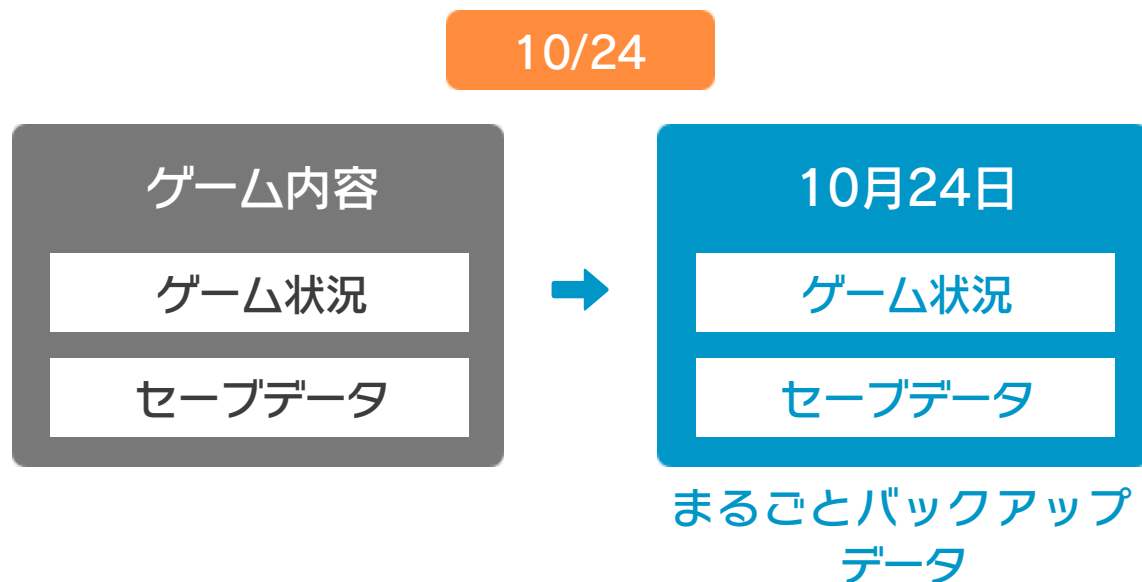 10/24
ゲーム内容
ゲーム状況
セーブデータ
10月24日
ゲーム状況
セーブデータ
まるごとバックアップ
データ